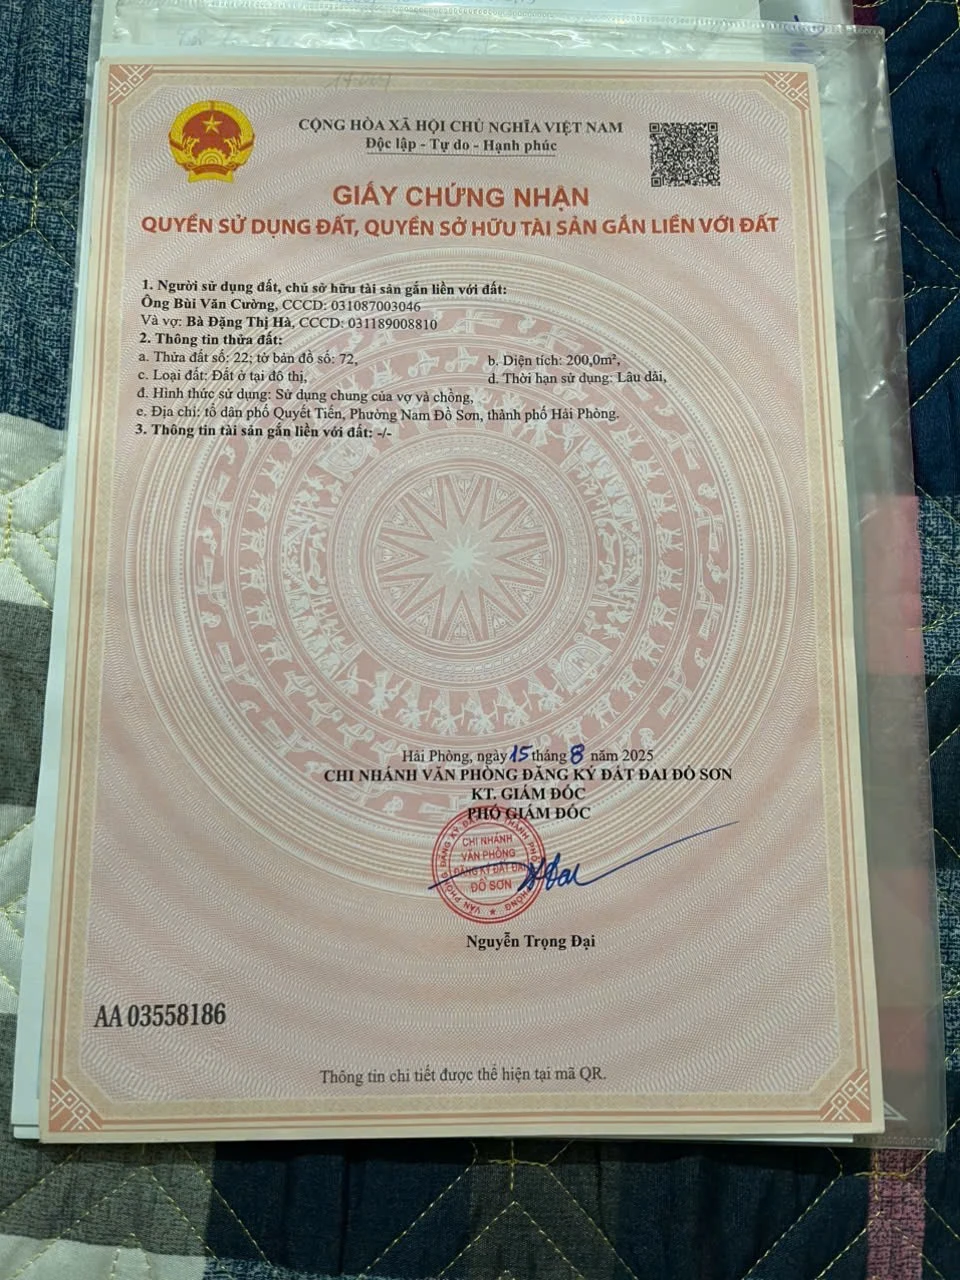 CỘNG HÒA XÃ HỘI CHỦ NGHĨA VIỆT NAM
Độc lập - Tự do - Hạnh phúc
GIẤY CHỨNG NHẬN
QUYỀN SỬ DỤNG ĐẤT, QUYỀN SỞ HỮU TÀI SẢN GẮN LIỀN VỚI ĐẤT
1. Người sử dụng đất, chủ sở hữu tài sản gắn liền với đất:
Ông Bùi Văn Cường, CCCD: 031087003046
Và vợ: Bà Đặng Thị Hà, CCCD: 031189008810
2. Thông tin thửa đất:
a. Thửa đất số: 22; tờ bản đồ số: 72, b. Diện tích: 200,0m²,
c. Loại đất: Đất ở tại đô thị, d. Thời hạn sử dụng: Lâu dài,
đ. Hình thức sử dụng: Sử dụng chung của vợ và chồng,
e. Địa chỉ: tổ dân phố Quyết Tiến, Phường Nam Đồ Sơn, thành phố Hải Phòng.
3. Thông tin tài sản gắn liền với đất: -/-
Hải Phòng, ngày 15 tháng 8 năm 2025
CHI NHÁNH VĂN PHÒNG ĐĂNG KÝ ĐẤT ĐAI ĐỒ SƠN
KT. GIÁM ĐỐC
PHÓ GIÁM ĐỐC
CHI NHÁNH
VĂN PHÒNG
ĐĂNG KÝ ĐẤT ĐAI
ĐỒ SƠN
Nguyễn Trọng Đại
AA 03558186
Thông tin chi tiết được thể hiện tại mã QR.